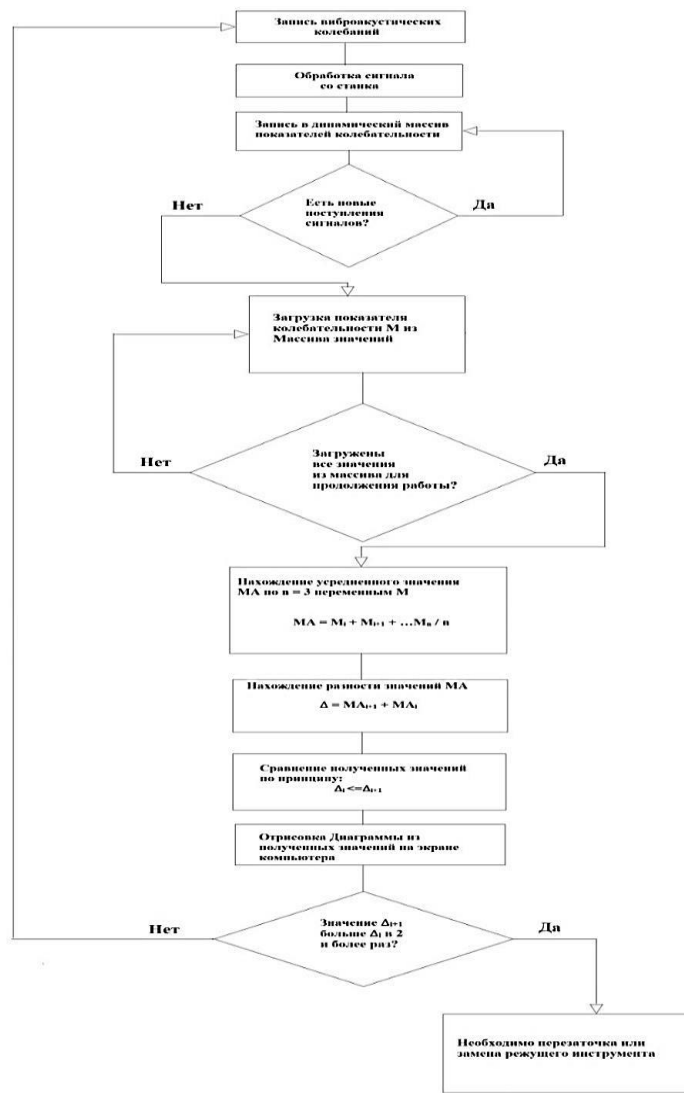 Запись виброакустических
колебаний
Обработка сигнала
со станка
Запись в динамический массив
показателей колебательности
Нет
Есть новые
поступления
сигналов?
Да
Загрузка показателя
колебательности М из
Массива значений
Нет
Загружены
все значения
из массива для
продолжения работы?
Да
Нахождение усредненного значения
МА по n = 3 переменным М
МА = Mᵢ + Mᵢ₊₁ + …Mₙ / n
Нахождение разности значений МА
Δ = MAᵢ₊₁ + MAᵢ
Сравнение полученных значений
по принципу:
Δᵢ <=Δᵢ₊₁
Отрисовка Диаграммы из
полученных значений на экране
компьютера
Нет
Значение Δᵢ₊₁
больше Δᵢ в 2
и более раз?
Да
Необходимо перезаточка или
замена режущего инструмента